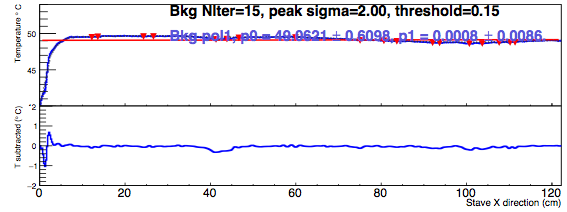 Bkg NIter=15, peak sigma=2.00, threshold=0.15
Bkg pol1, p0 = 49.0621 + 0.6098, p1 = 0.0008 + 0.0086
Temperature (° C)
50
45
T subtracted (° C)
2
1
0
−1
−2
0 20 40 60 80 100 120
Stave X direction (cm)